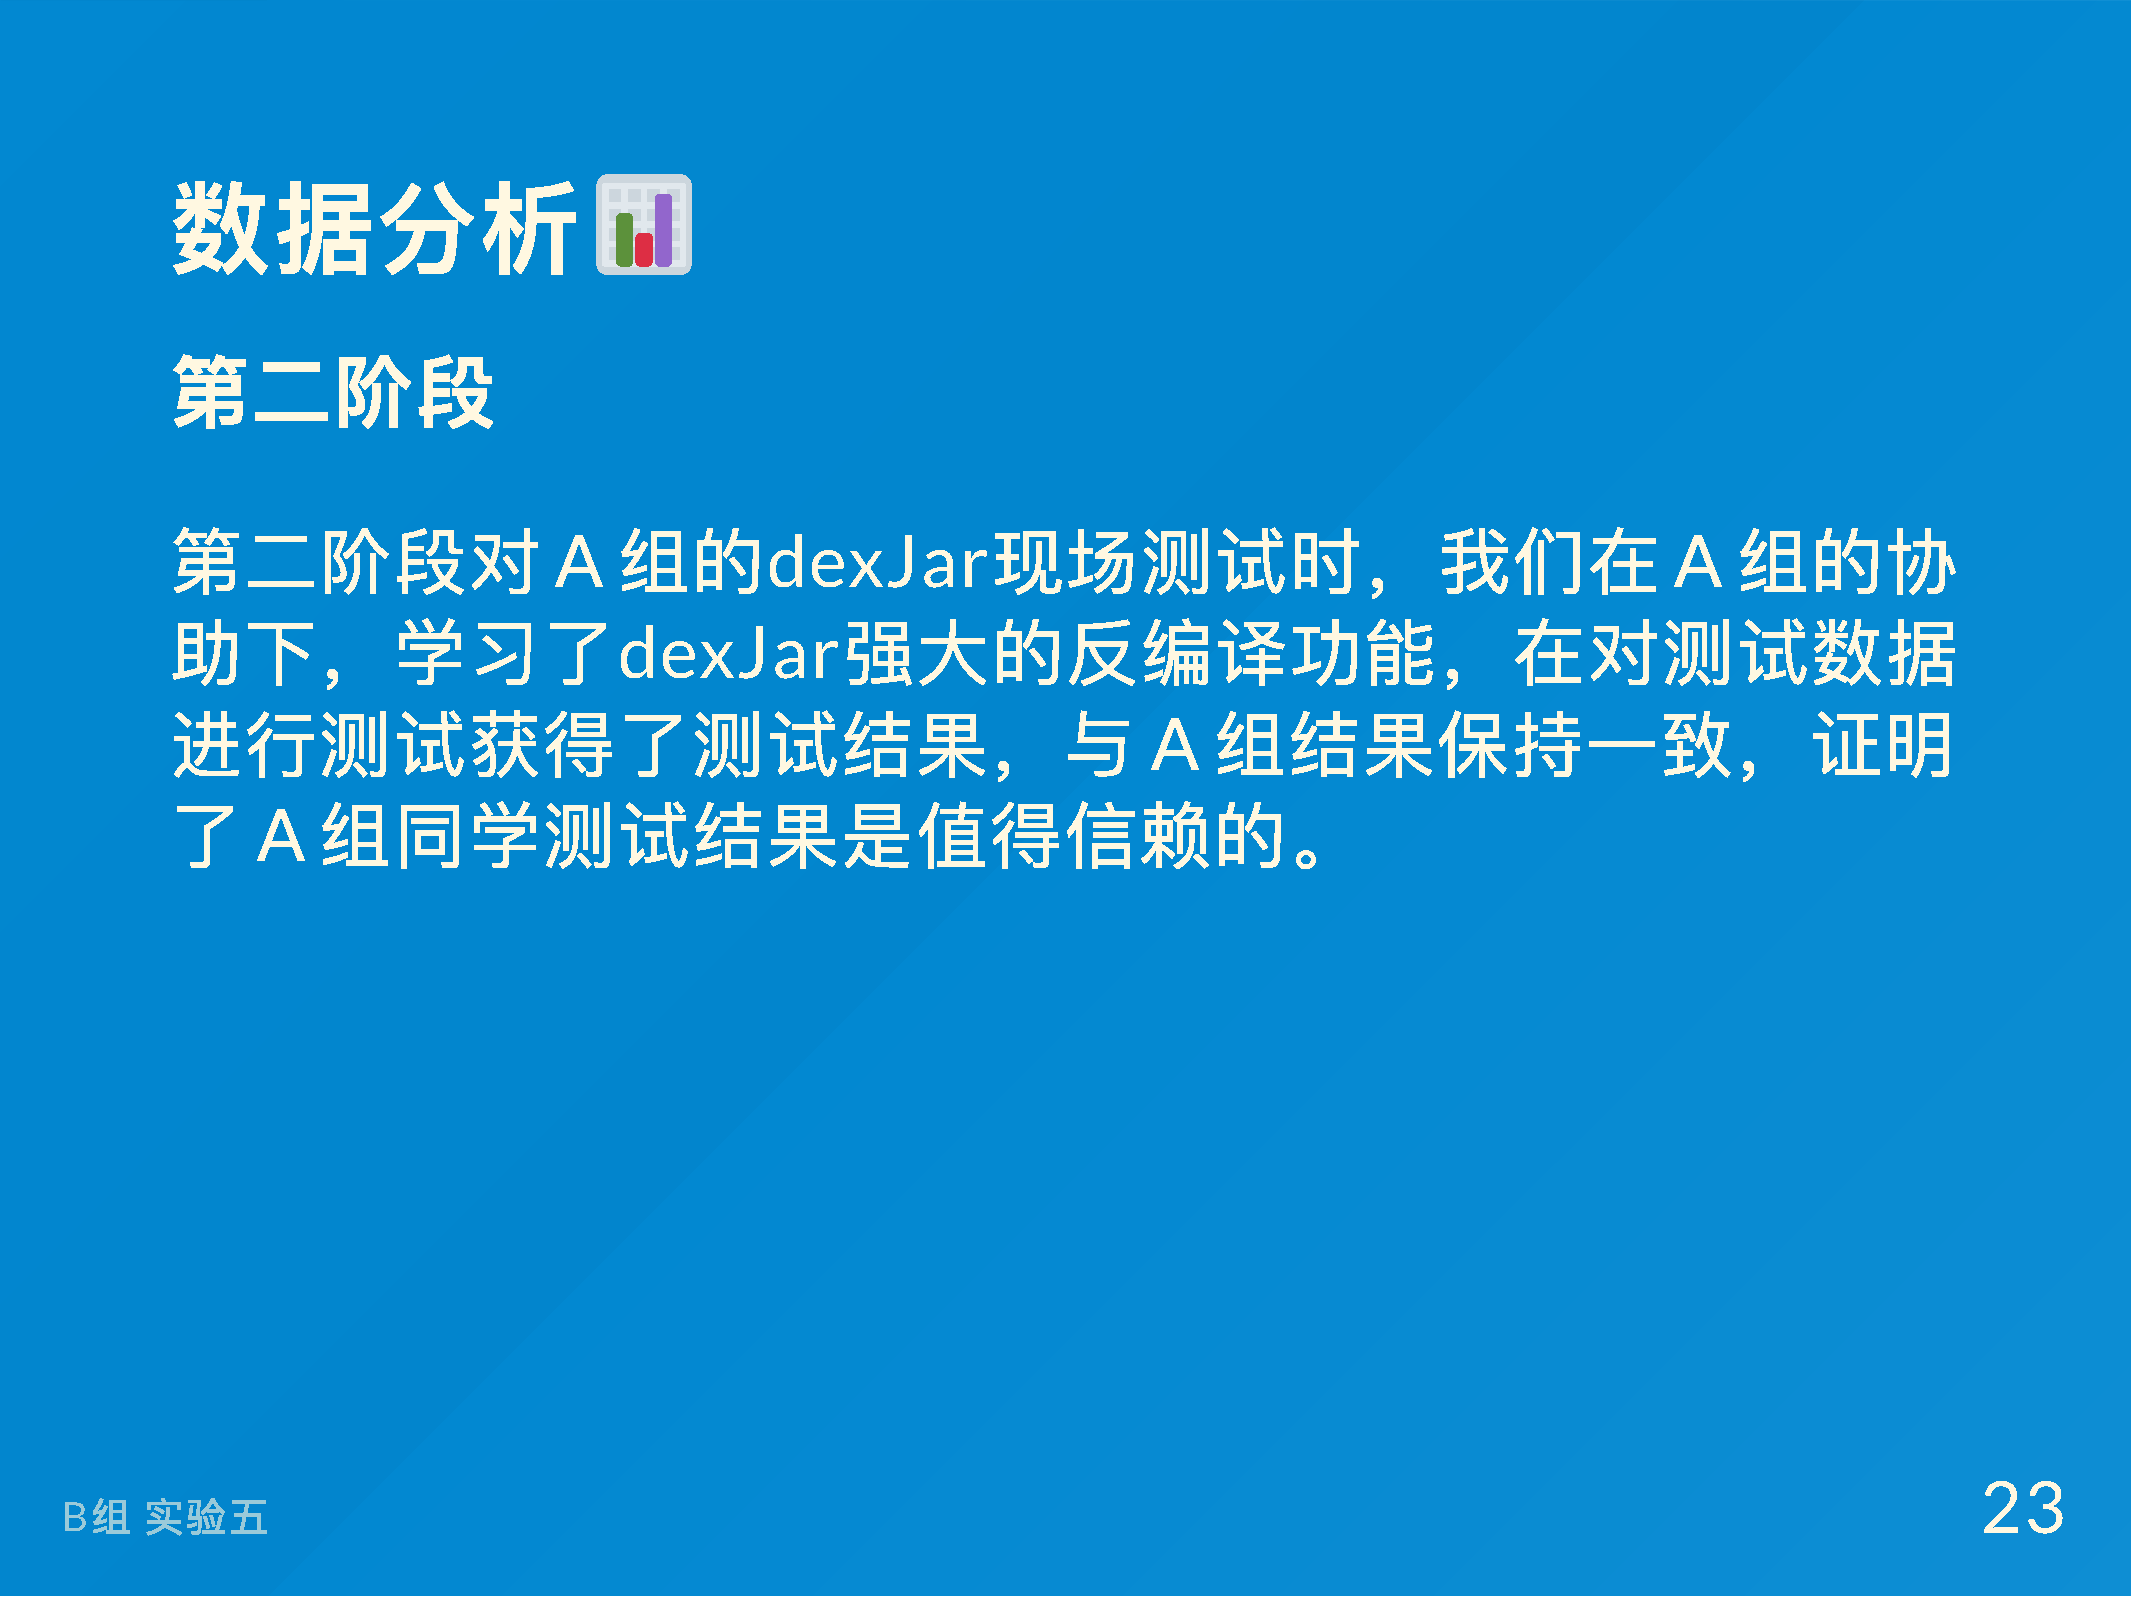 数据分析
第二阶段
第二阶段对 A 组的dexJar现场测试时，我们在 A 组的协
助下，学习了dexJar强大的反编译功能，在对测试数据
进行测试获得了测试结果，与 A 组结果保持一致，证明
了 A 组同学测试结果是值得信赖的。
B组 实验五
23